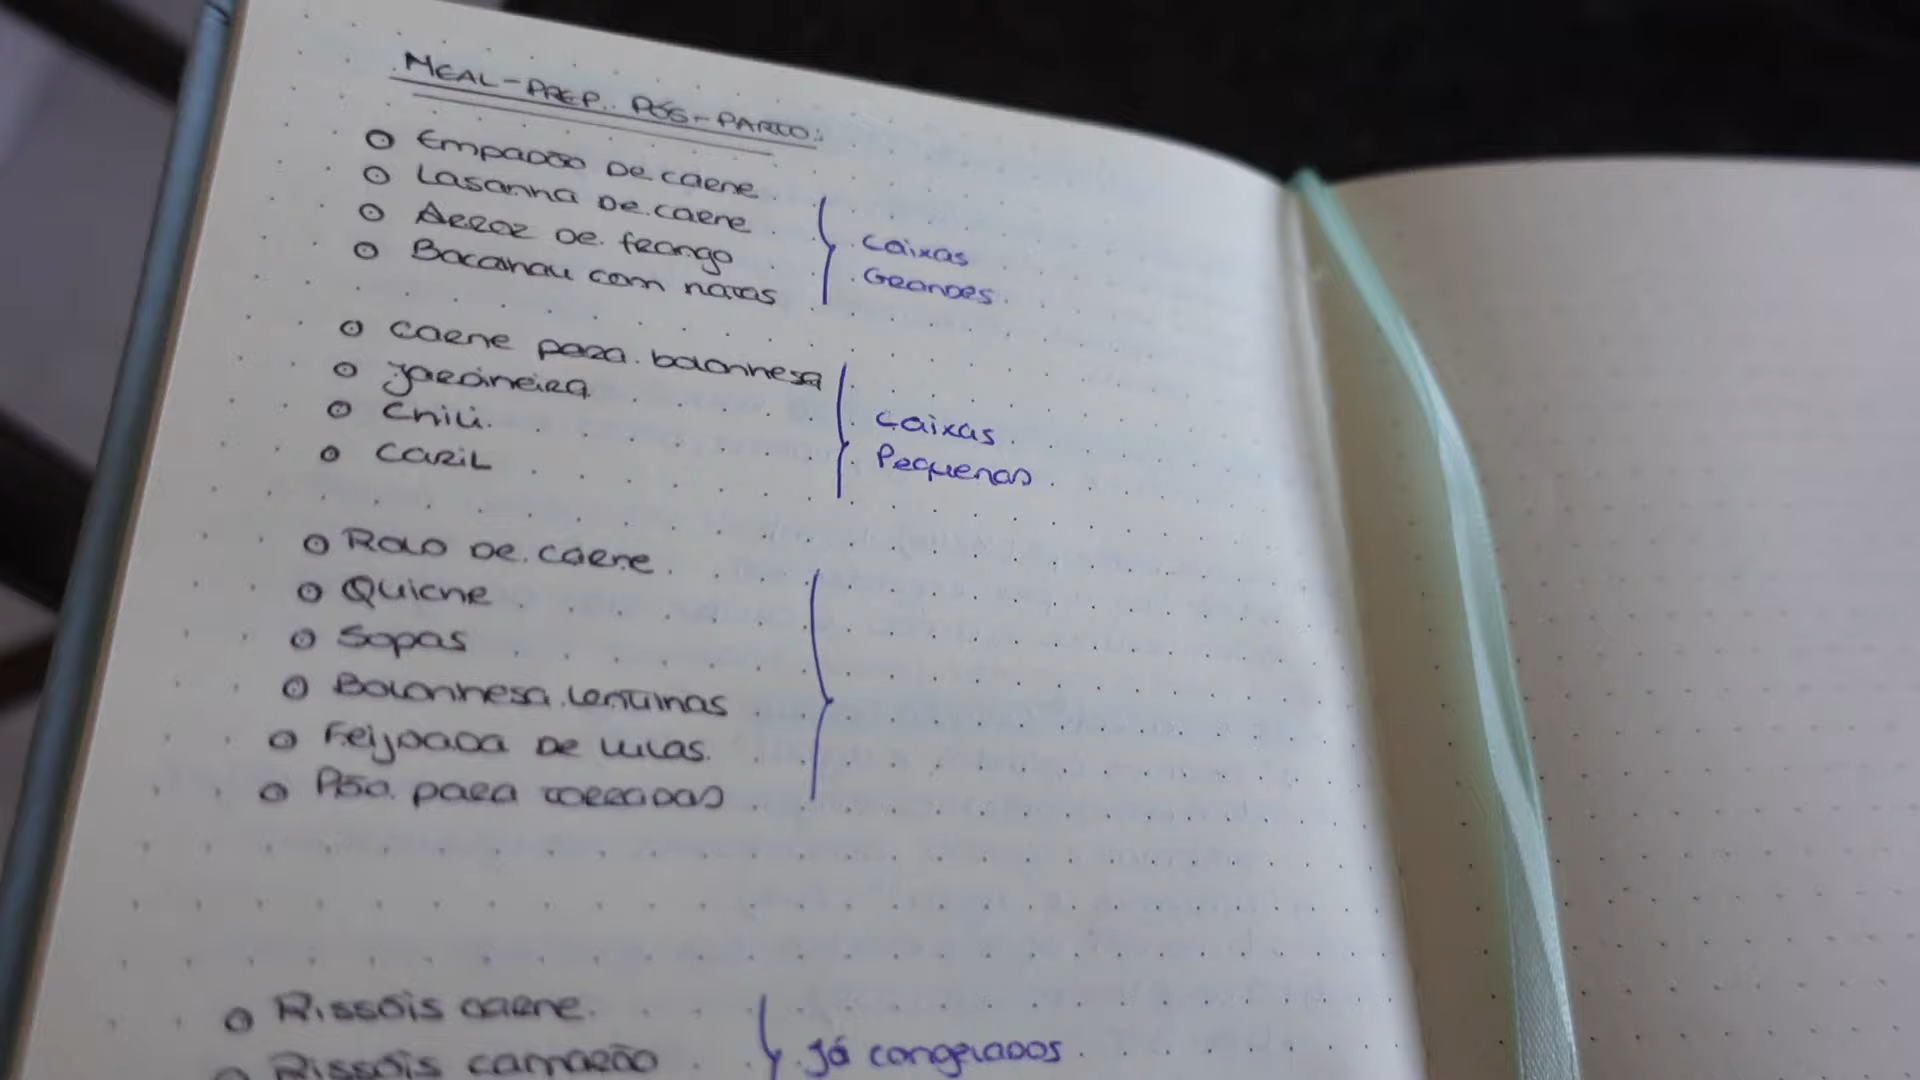 MEAL-PREP PÓS-PARTO:
Empadão de carne
Lasanha de carne
Arroz de frango
Bacalhau com natas
Caixas
Grandes
Carne para bolonhesa
Jardineira
Chili
Caril
Caixas
Pequenas
Rolo de carne
Quiche
Sopas
Bolonhesa lentilhas
Feijoada de lulas
Pão para torradas
Rissóis carne
Rissóis camarão
Já congelados